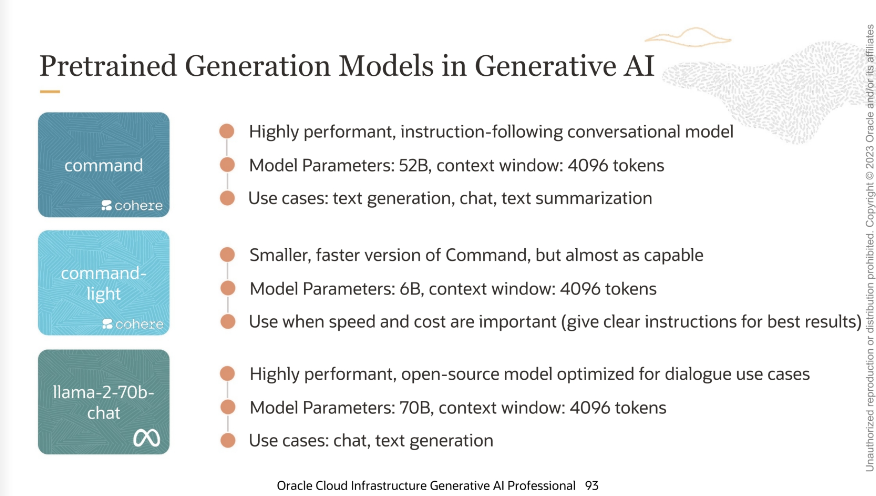 Pretrained Generation Models in Generative AI
command
cohere
Highly performant, instruction-following conversational model
Model Parameters: 52B, context window: 4096 tokens
Use cases: text generation, chat, text summarization
command-
light
cohere
Smaller, faster version of Command, but almost as capable
Model Parameters: 6B, context window: 4096 tokens
Use when speed and cost are important (give clear instructions for best results)
llama-2-70b-
chat
Highly performant, open-source model optimized for dialogue use cases
Model Parameters: 70B, context window: 4096 tokens
Use cases: chat, text generation
Oracle Cloud Infrastructure Generative AI Professional 93
Unauthorized reproduction or distribution prohibited. Copyright © 2023 Oracle and/or its affiliates